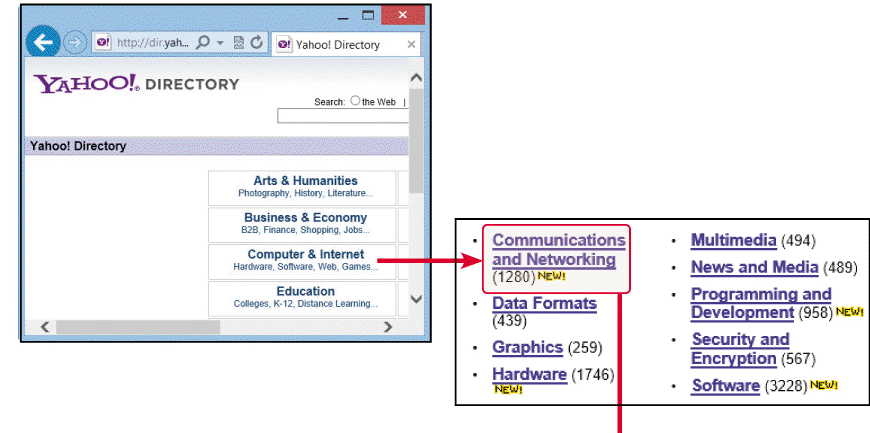 http://dir.yah...
Yahoo! Directory
YAHOO! DIRECTORY
Search: the Web |
Yahoo! Directory
Arts & Humanities
Photography, History, Literature...
Business & Economy
B2B, Finance, Shopping, Jobs...
Computer & Internet
Hardware, Software, Web, Games...
Education
Colleges, K-12, Distance Learning...
• Communications
and Networking
(1280) NEW!
• Data Formats
(439)
• Graphics (259)
• Hardware (1746)
NEW!
• Multimedia (494)
• News and Media (489)
• Programming and
Development (958) NEW!
• Security and
Encryption (567)
• Software (3228) NEW!